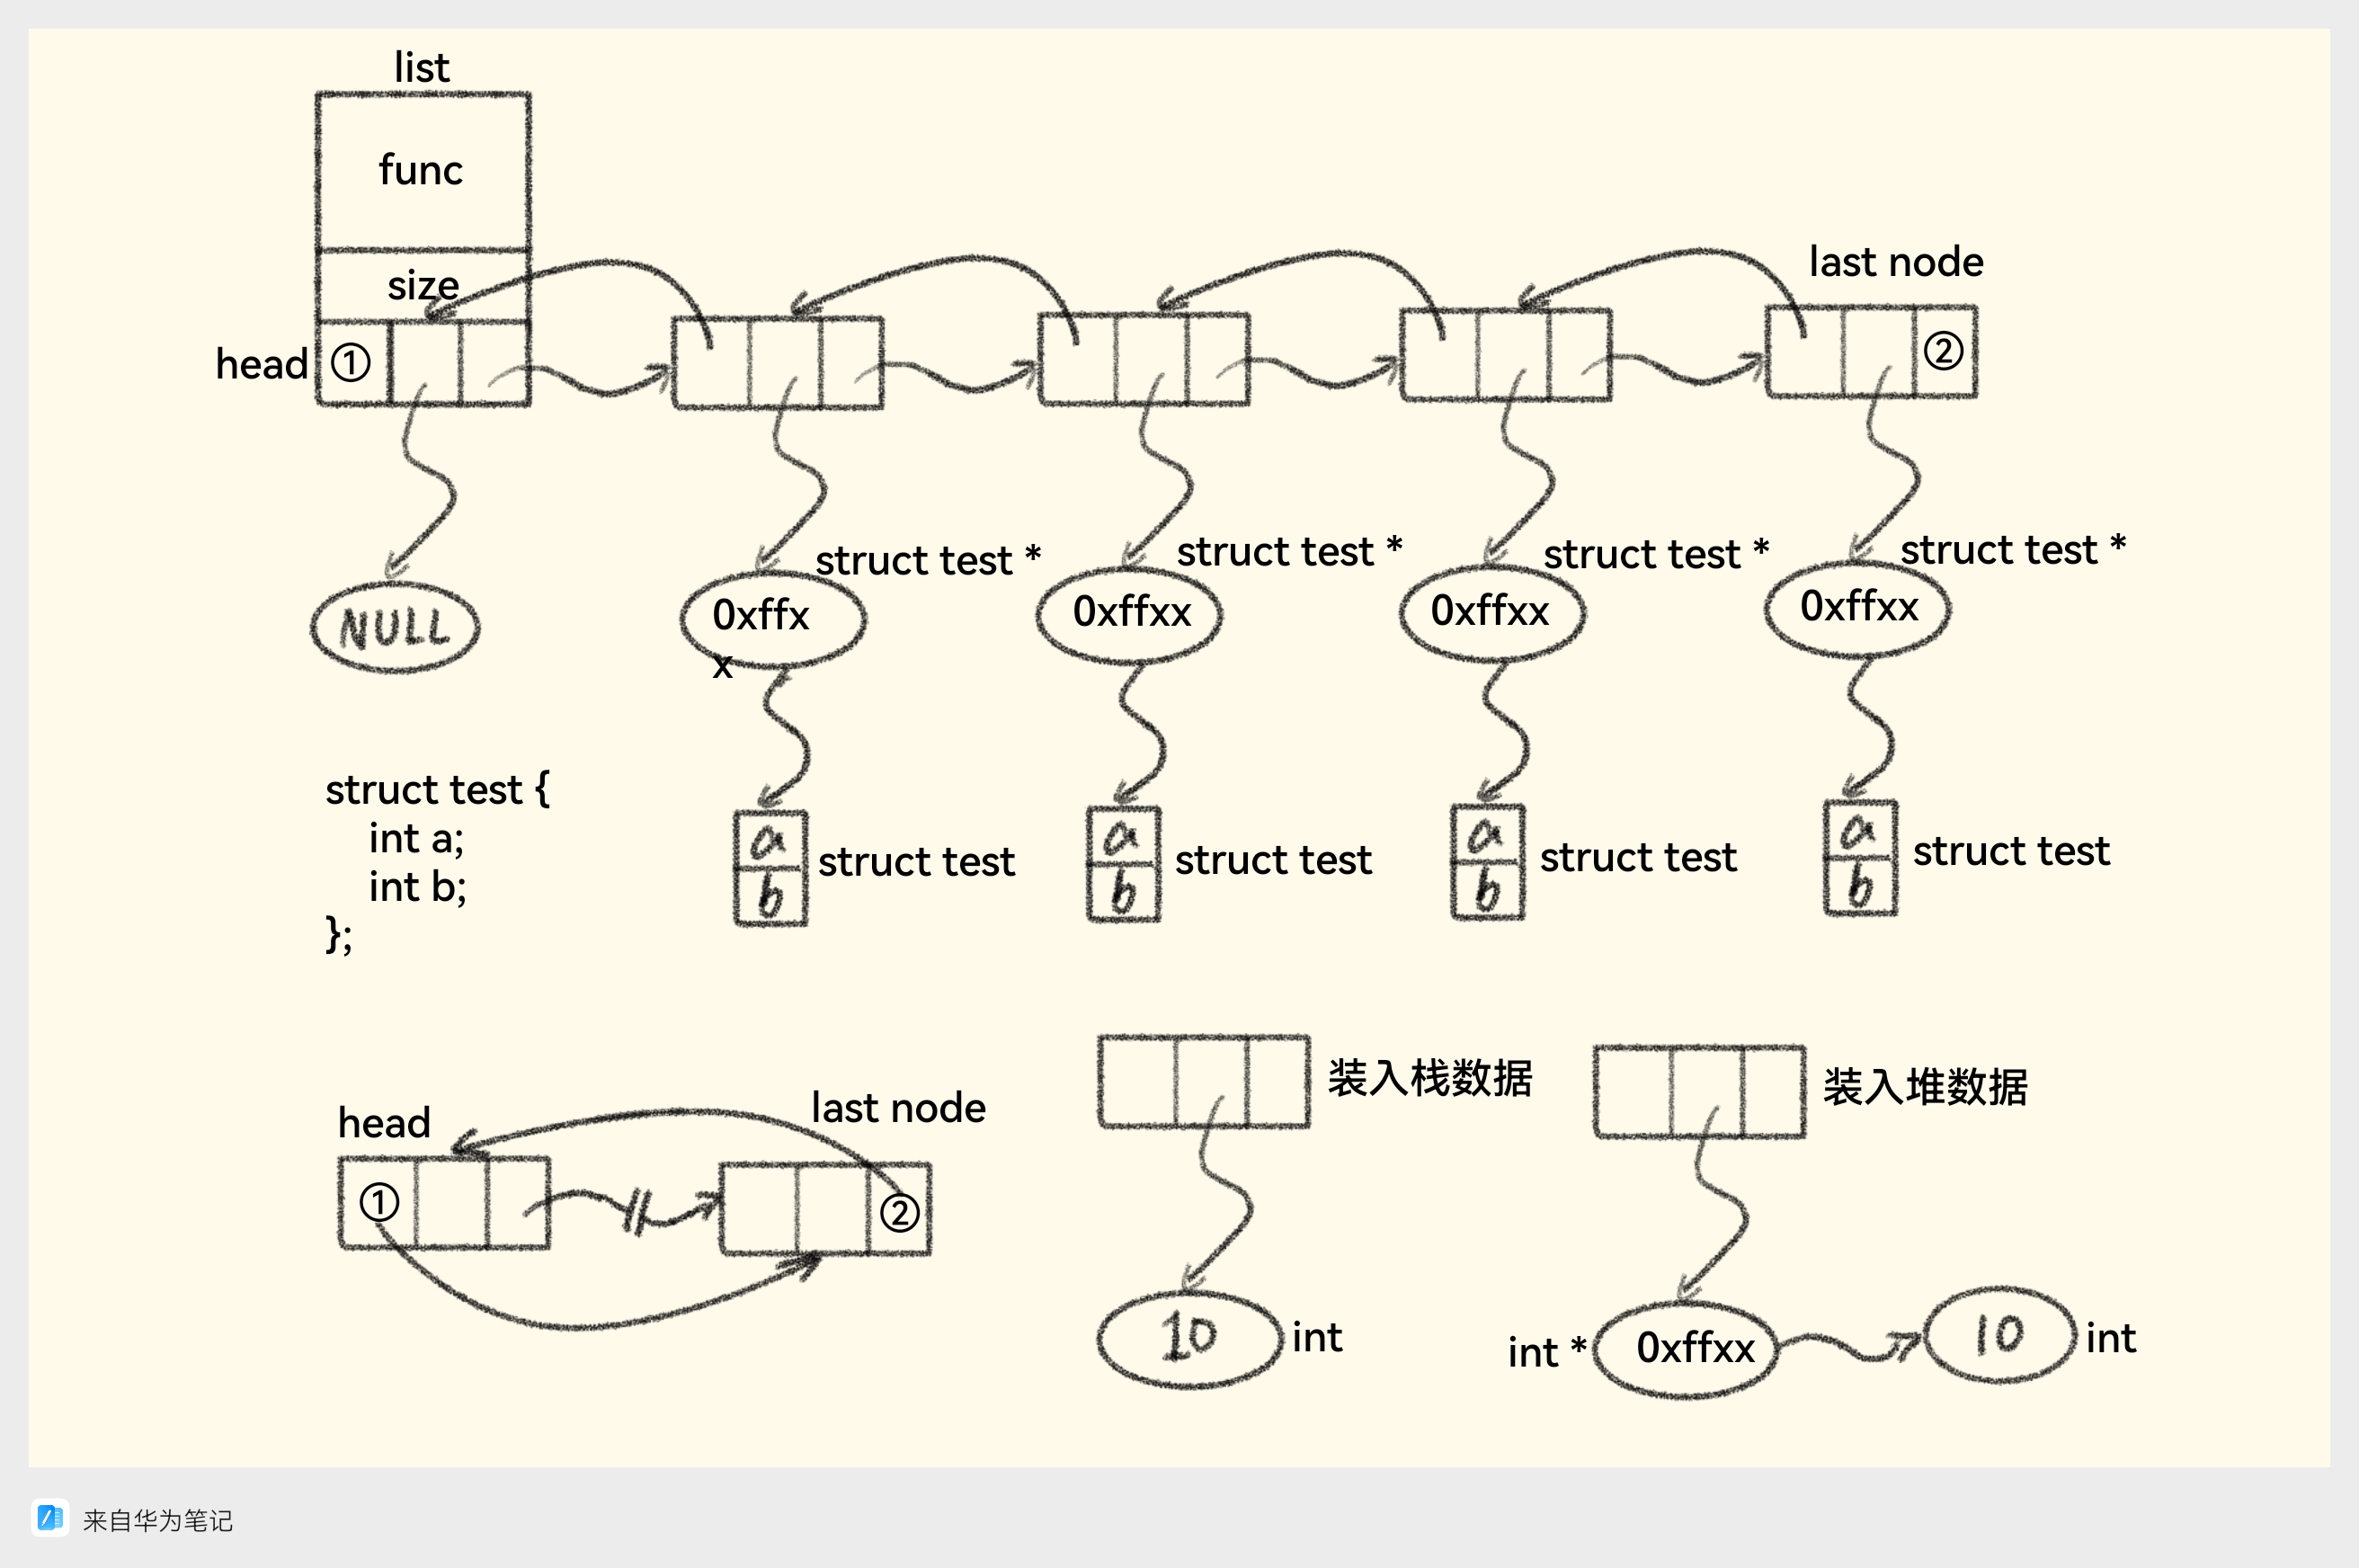 list
func
size
last node
head
①
②
struct test *
struct test *
struct test *
struct test *
NULL
0xffx
x
0xffxx
0xffxx
0xffxx
struct test {
int a;
int b;
};
a
b
struct test
a
b
struct test
a
b
struct test
a
b
struct test
head
last node
①
②
装入栈数据
装入堆数据
10
int
int *
0xffxx
10
int
来自华为笔记